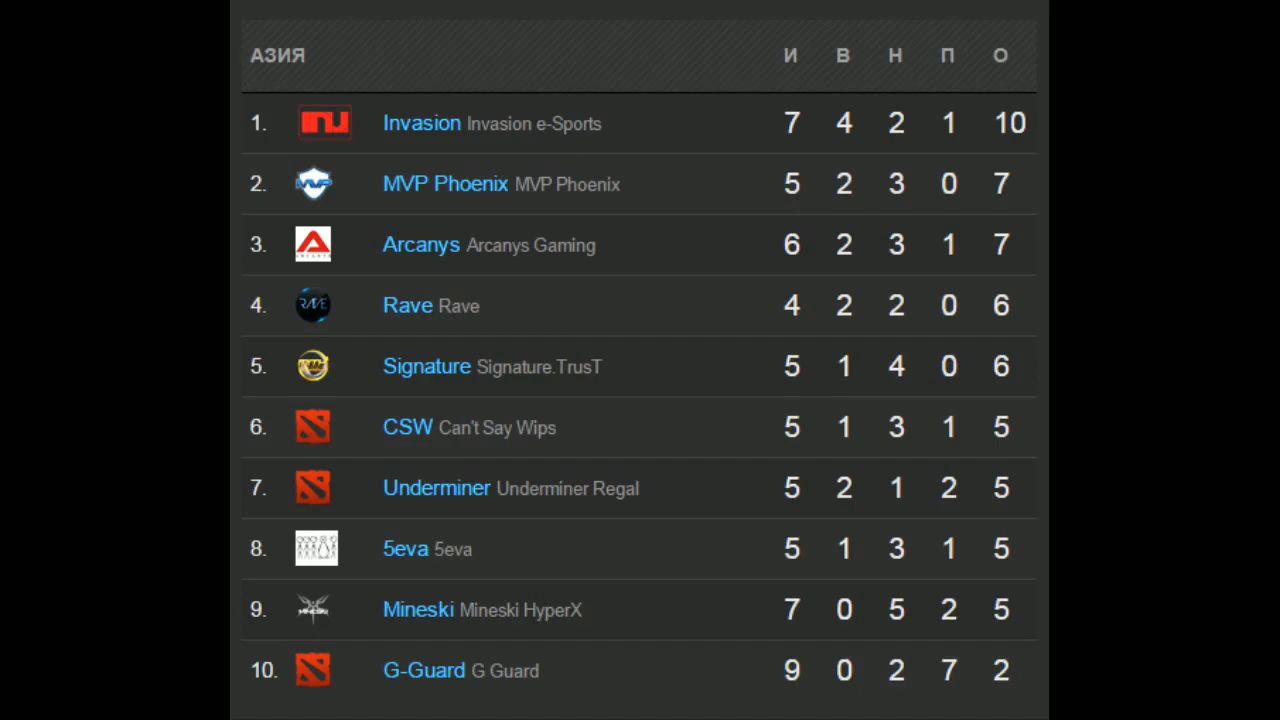 АЗИЯ И В Н П О
1. Invasion Invasion e-Sports 7 4 2 1 10
2. MVP MVP Phoenix MVP Phoenix 5 2 3 0 7
3. ARCANYS Arcanys Arcanys Gaming 6 2 3 1 7
4. RAVE Rave Rave 4 2 2 0 6
5. Signature Signature.TrusT 5 1 4 0 6
6. CSW Can't Say Wips 5 1 3 1 5
7. Underminer Underminer Regal 5 2 1 2 5
8. 5eva 5eva 5 1 3 1 5
9. Mineski Mineski HyperX 7 0 5 2 5
10. G-Guard G Guard 9 0 2 7 2